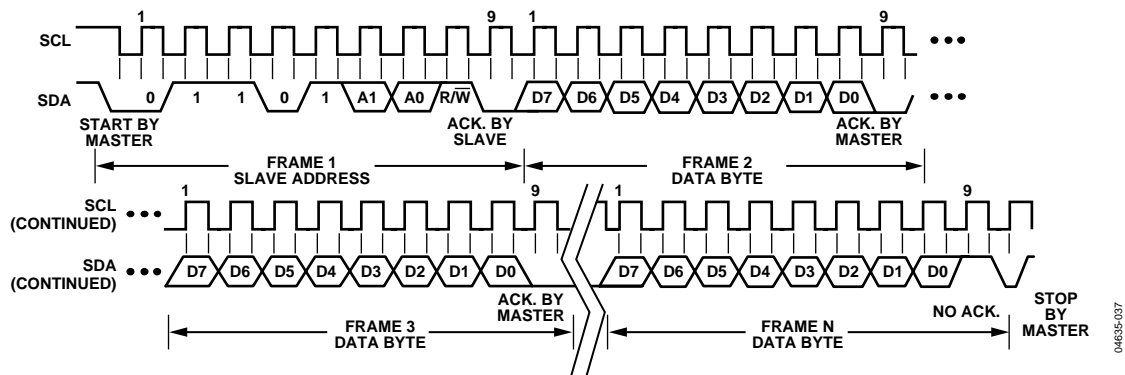 1 9 1 9
SCL
SDA 0 1 1 0 1 A1 A0 R/W̅ D7 D6 D5 D4 D3 D2 D1 D0
START BY
MASTER
ACK. BY
SLAVE
ACK. BY
MASTER
FRAME 1
SLAVE ADDRESS
FRAME 2
DATA BYTE
1 9 1 9
SCL
(CONTINUED)
SDA
(CONTINUED)
D7 D6 D5 D4 D3 D2 D1 D0 D7 D6 D5 D4 D3 D2 D1 D0
ACK. BY
MASTER
NO ACK.
STOP
BY
MASTER
FRAME 3
DATA BYTE
FRAME N
DATA BYTE
04635-037